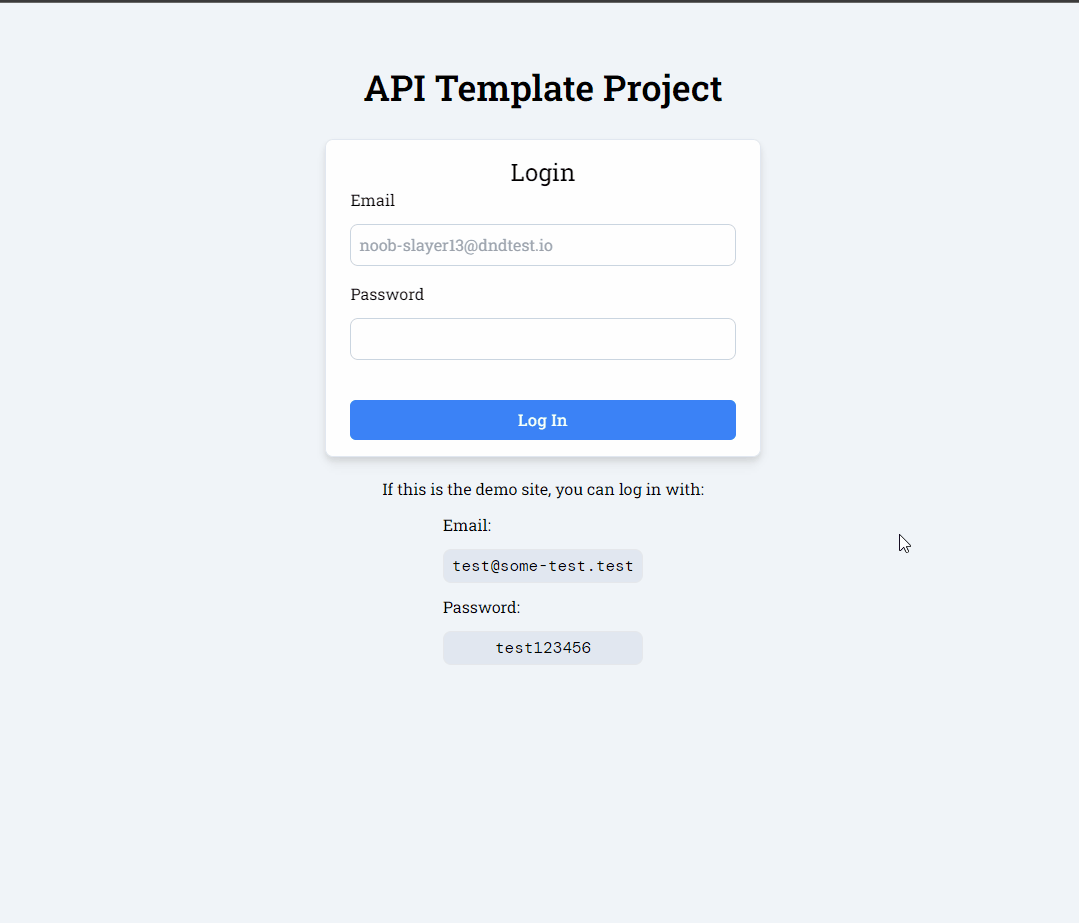 API Template Project
Login
Email
noob-slayer13@dndtest.io
Password
Log In
If this is the demo site, you can log in with:
Email:
test@some-test.test
Password:
test123456